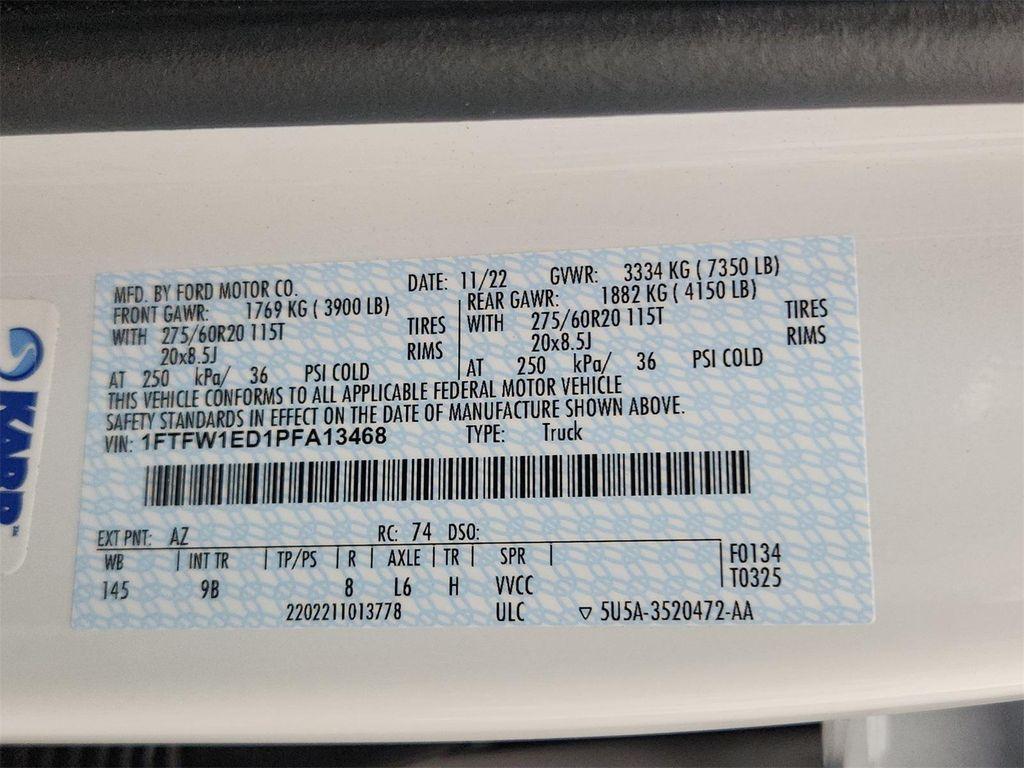 MFD. BY FORD MOTOR CO. DATE: 11/22 GVWR: 3334 KG ( 7350 LB)
FRONT GAWR: 1769 KG ( 3900 LB) REAR GAWR: 1882 KG ( 4150 LB)
WITH 275/60R20 115T TIRES WITH 275/60R20 115T TIRES
20x8.5J RIMS 20x8.5J RIMS
AT 250 kPa/ 36 PSI COLD AT 250 kPa/ 36 PSI COLD
THIS VEHICLE CONFORMS TO ALL APPLICABLE FEDERAL MOTOR VEHICLE
SAFETY STANDARDS IN EFFECT ON THE DATE OF MANUFACTURE SHOWN ABOVE.
VIN: 1FTFW1ED1PFA13468 TYPE: Truck
EXT PNT: AZ RC: 74 DSO:
WB INT TR TP/PS R AXLE TR SPR F0134
145 9B 8 L6 H VVCC T0325
2202211013778 ULC ▽ 5U5A-3520472-AA
KARR™